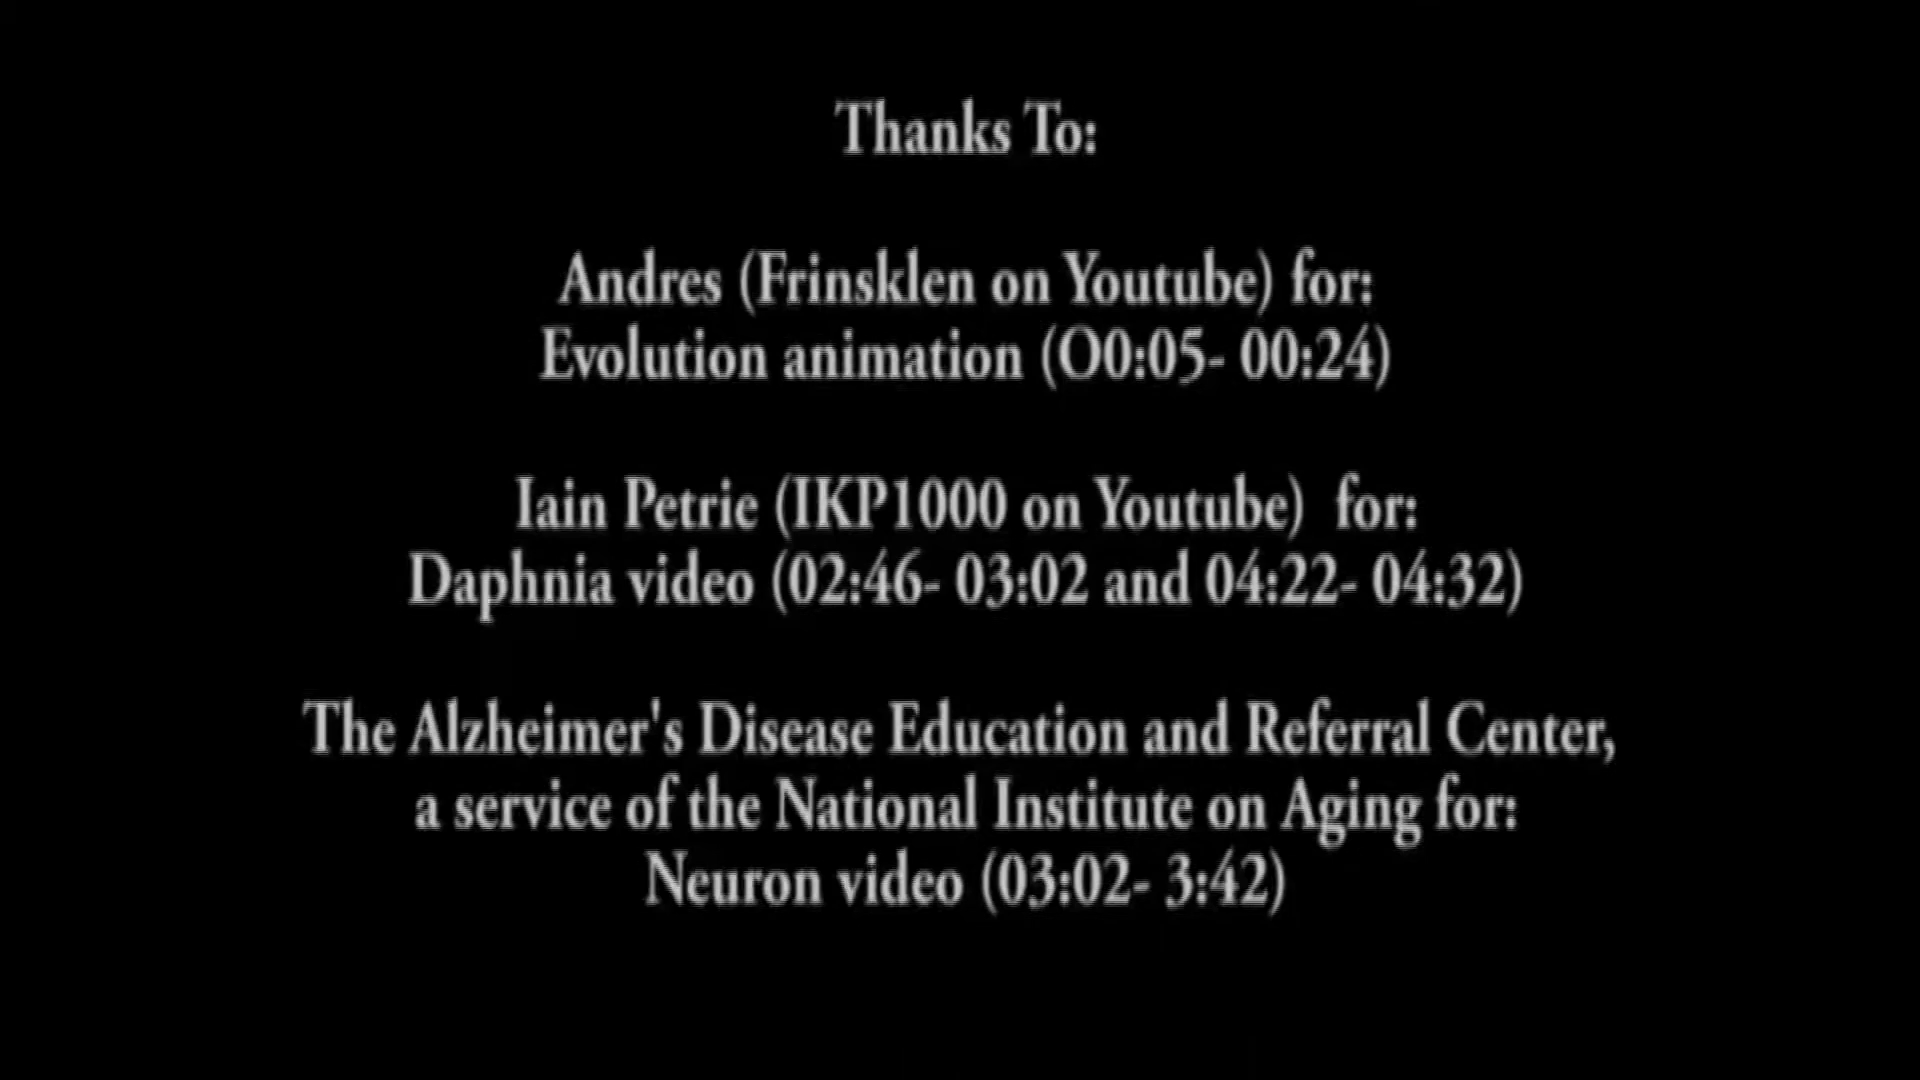 Thanks To:
Andres (Frinsklen on Youtube) for:
Evolution animation (O0:05- 00:24)
Iain Petrie (IKP1000 on Youtube)  for:
Daphnia video (02:46- 03:02 and 04:22- 04:32)
The Alzheimer's Disease Education and Referral Center,
a service of the National Institute on Aging for:
Neuron video (03:02- 3:42)